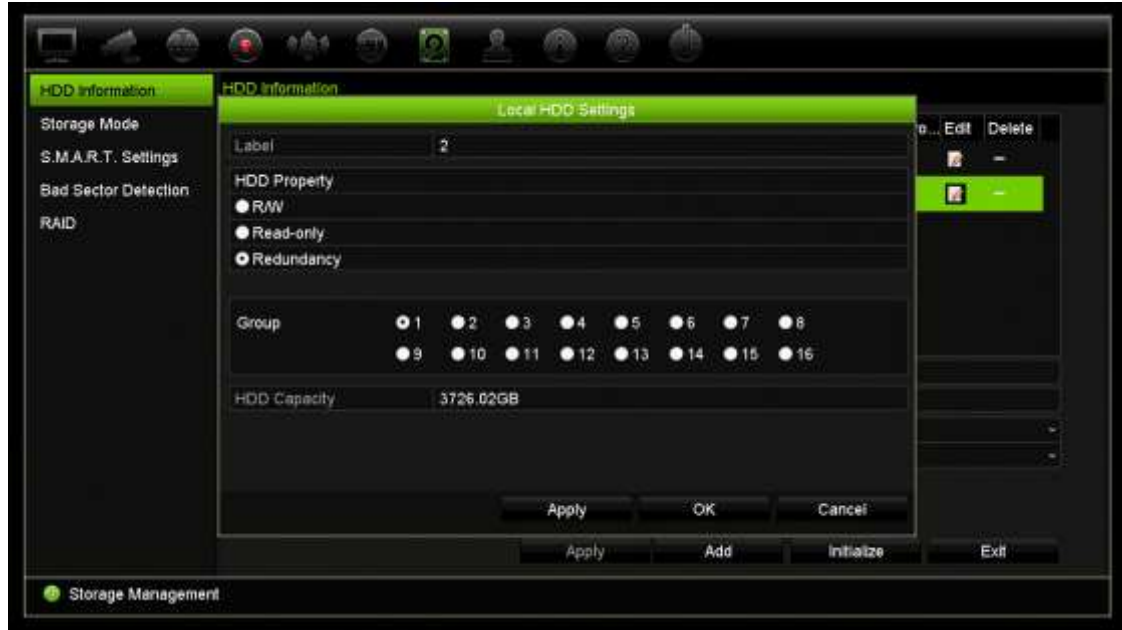 HDD Information
HDD Information
Storage Mode
S.M.A.R.T. Settings
Bad Sector Detection
RAID
Local HDD Settings
Edit Delete
Label 2
HDD Property
R/W
Read-only
Redundancy
Group 1 2 3 4 5 6 7 8
9 10 11 12 13 14 15 16
HDD Capacity 3726.02GB
Apply OK Cancel
Apply Add Initialize Exit
Storage Management